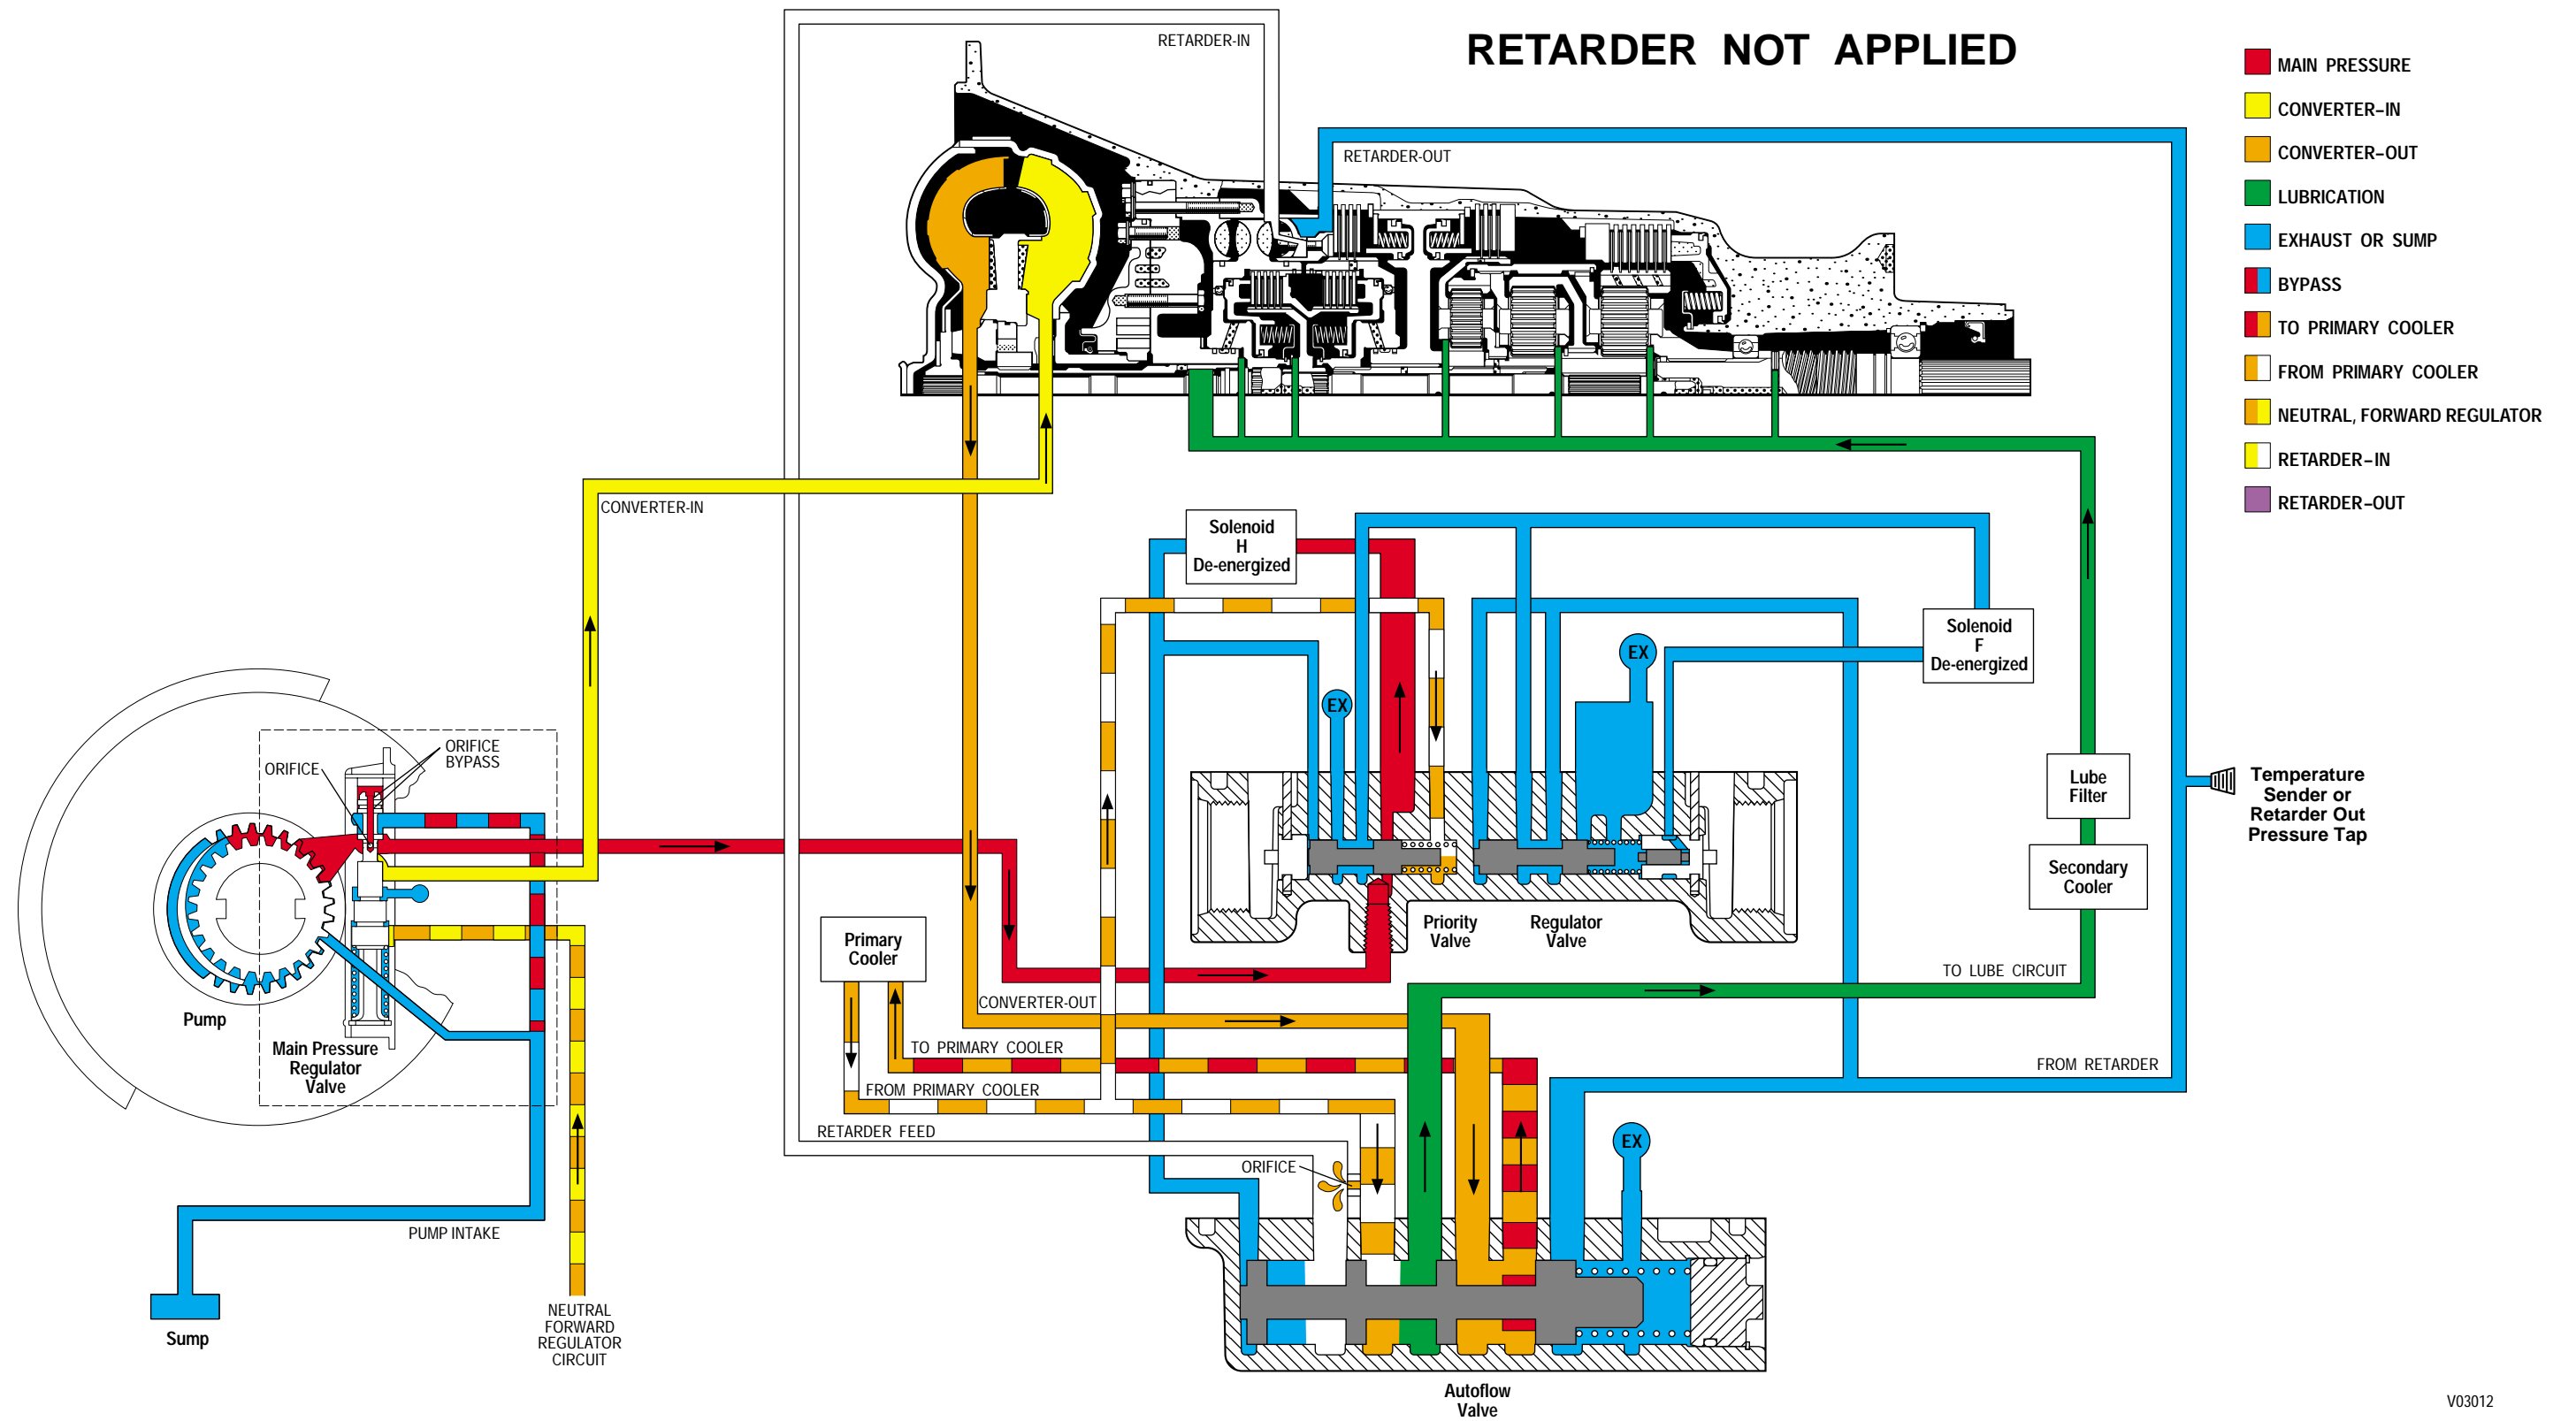 RETARDER NOT APPLIED
RETARDER-IN
RETARDER-OUT
MAIN PRESSURE
CONVERTER-IN
CONVERTER-OUT
LUBRICATION
EXHAUST OR SUMP
BYPASS
TO PRIMARY COOLER
FROM PRIMARY COOLER
NEUTRAL, FORWARD REGULATOR
RETARDER-IN
RETARDER-OUT
CONVERTER-IN
Solenoid
H
De-energized
Solenoid
F
De-energized
EX
EX
ORIFICE
BYPASS
ORIFICE
Lube
Filter
Temperature
Sender or
Retarder Out
Pressure Tap
Secondary
Cooler
Priority
Valve
Regulator
Valve
Primary
Cooler
TO LUBE CIRCUIT
CONVERTER-OUT
Pump
Main Pressure
Regulator
Valve
TO PRIMARY COOLER
FROM PRIMARY COOLER
FROM RETARDER
RETARDER FEED
ORIFICE
EX
PUMP INTAKE
Sump
NEUTRAL
FORWARD
REGULATOR
CIRCUIT
Autoflow
Valve
V03012